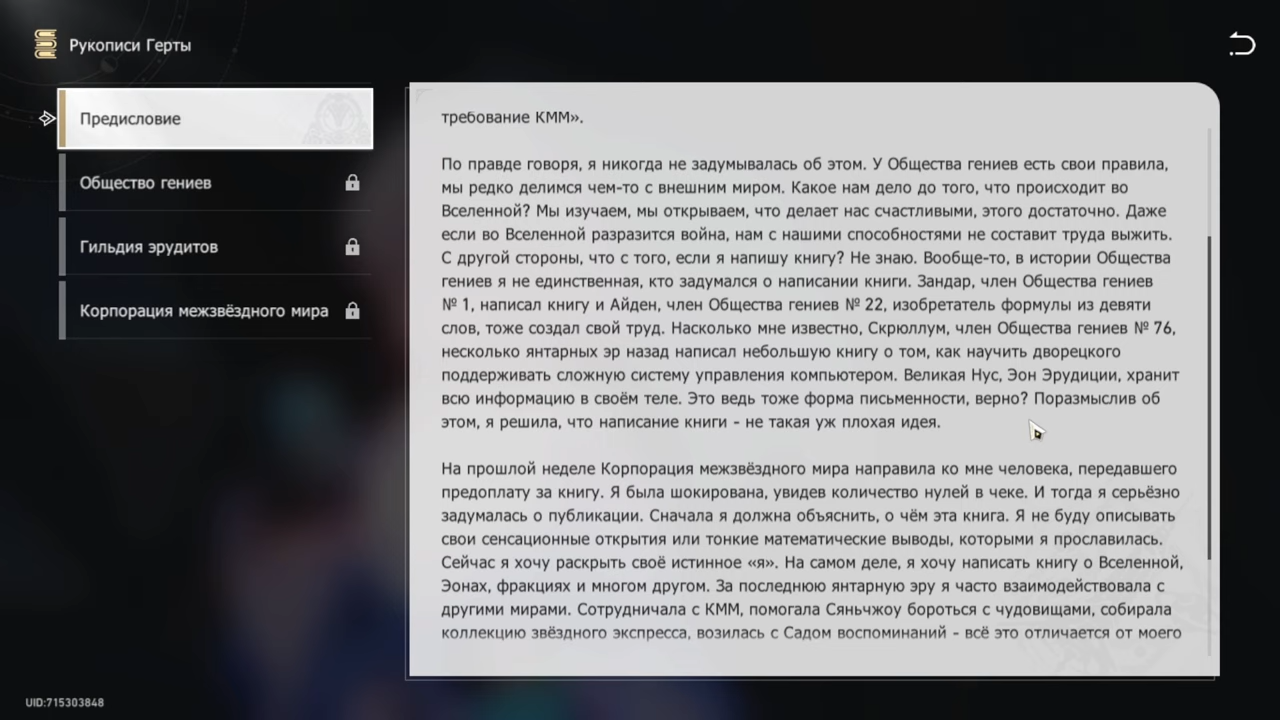 Рукописи Герты
Предисловие
Общество гениев
Гильдия эрудитов
Корпорация межзвёздного мира
требование КММ».
По правде говоря, я никогда не задумывалась об этом. У Общества гениев есть свои правила,
мы редко делимся чем-то с внешним миром. Какое нам дело до того, что происходит во
Вселенной? Мы изучаем, мы открываем, что делает нас счастливыми, этого достаточно. Даже
если во Вселенной разразится война, нам с нашими способностями не составит труда выжить.
С другой стороны, что с того, если я напишу книгу? Не знаю. Вообще-то, в истории Общества
гениев я не единственная, кто задумался о написании книги. Зандар, член Общества гениев
№ 1, написал книгу и Айден, член Общества гениев № 22, изобретатель формулы из девяти
слов, тоже создал свой труд. Насколько мне известно, Скрюллум, член Общества гениев № 76,
несколько янтарных эр назад написал небольшую книгу о том, как научить дворецкого
поддерживать сложную систему управления компьютером. Великая Нус, Эон Эрудиции, хранит
всю информацию в своём теле. Это ведь тоже форма письменности, верно? Поразмыслив об
этом, я решила, что написание книги - не такая уж плохая идея.
На прошлой неделе Корпорация межзвёздного мира направила ко мне человека, передавшего
предоплату за книгу. Я была шокирована, увидев количество нулей в чеке. И тогда я серьёзно
задумалась о публикации. Сначала я должна объяснить, о чём эта книга. Я не буду описывать
свои сенсационные открытия или тонкие математические выводы, которыми я прославилась.
Сейчас я хочу раскрыть своё истинное «я». На самом деле, я хочу написать книгу о Вселенной,
Эонах, фракциях и многом другом. За последнюю янтарную эру я часто взаимодействовала с
другими мирами. Сотрудничала с КММ, помогала Сяньчжоу бороться с чудовищами, собирала
коллекцию звёздного экспресса, возилась с Садом воспоминаний - всё это отличается от моего
UID:715303848